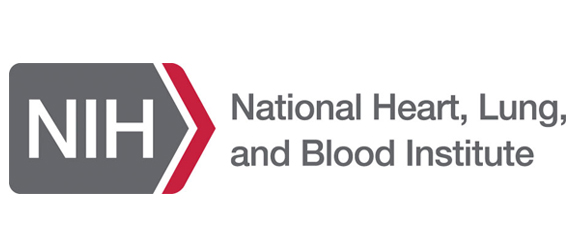 NIH
National Heart, Lung,
and Blood Institute